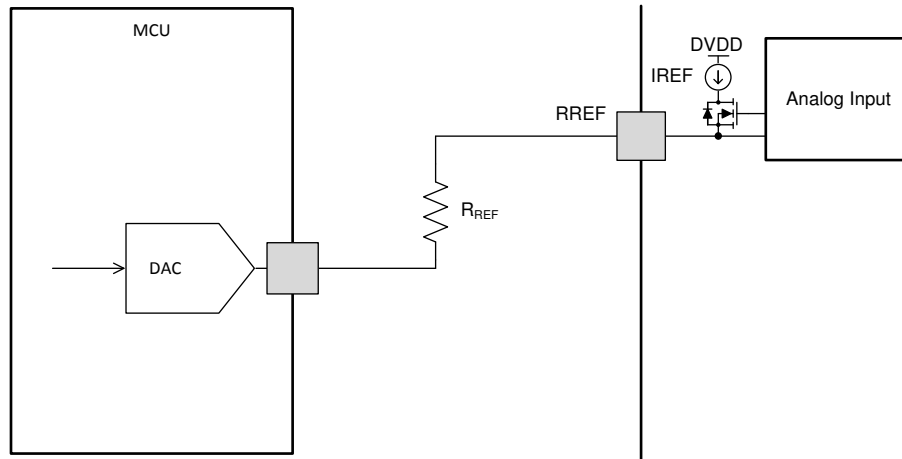 MCU
DVDD
IREF
Analog Input
RREF
RREF
DAC